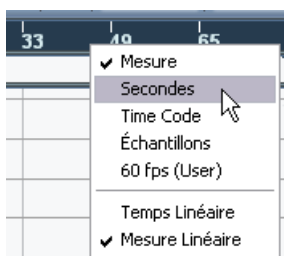 33 49 65
Mesure
Secondes
Time Code
Échantillons
60 fps (User)
Temps Linéaire
Mesure Linéaire